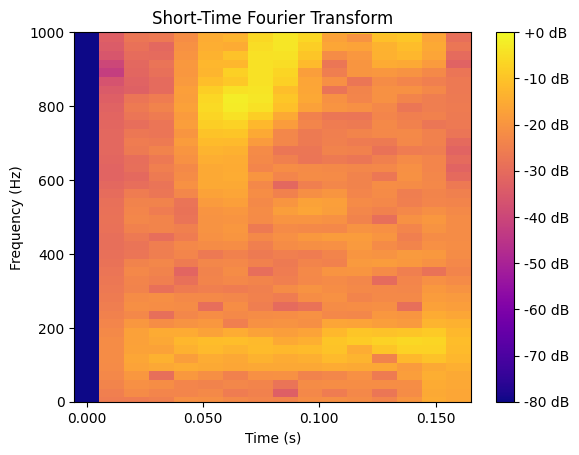 Short-Time Fourier Transform
1000
800
600
400
200
0
Frequency (Hz)
0.000
0.050
0.100
0.150
Time (s)
+0 dB
-10 dB
-20 dB
-30 dB
-40 dB
-50 dB
-60 dB
-70 dB
-80 dB